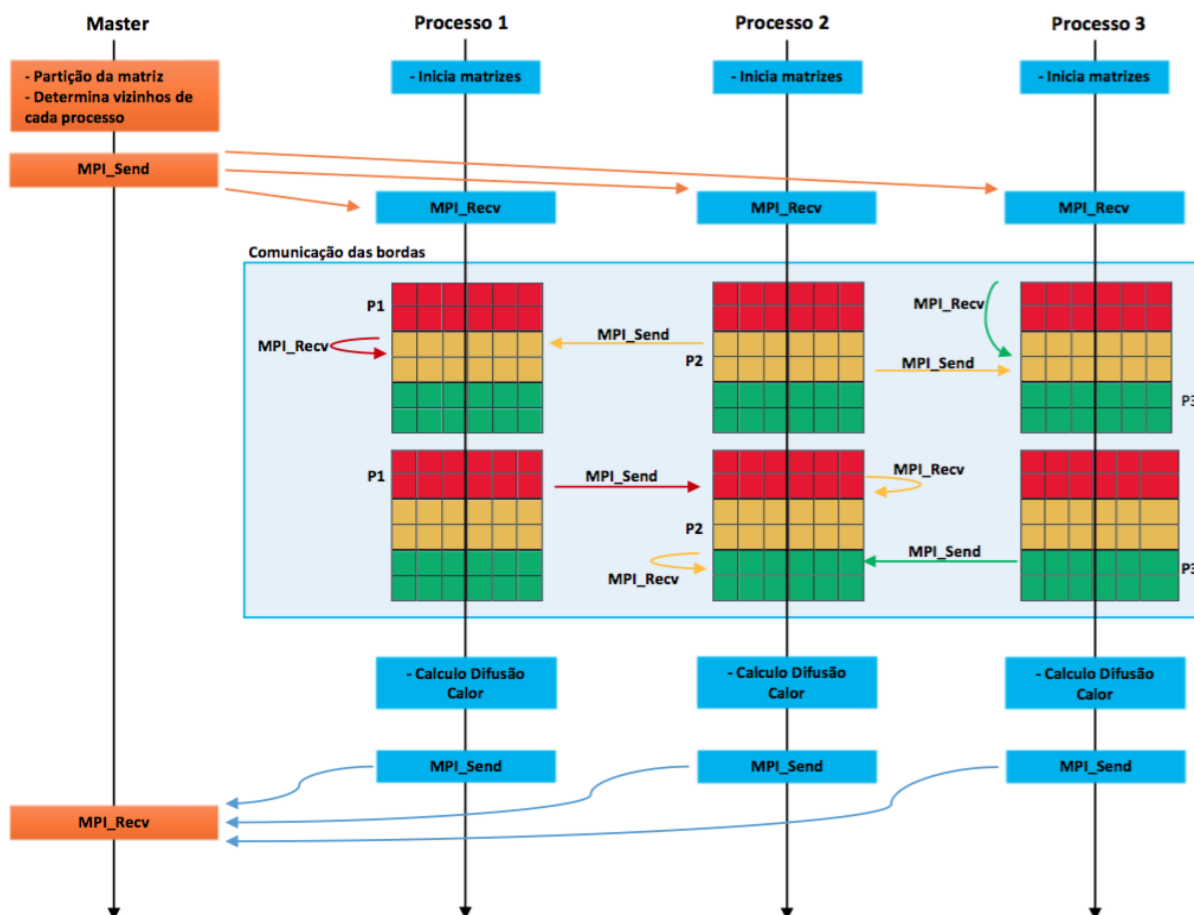 Master
Processo 1
Processo 2
Processo 3
- Partição da matriz
- Determina vizinhos de
cada processo
- Inicia matrizes
- Inicia matrizes
- Inicia matrizes
MPI_Send
MPI_Recv
MPI_Recv
MPI_Recv
Comunicação das bordas
P1
MPI_Recv
MPI_Send
P2
MPI_Send
MPI_Recv
P3
P1
MPI_Send
MPI_Recv
P2
MPI_Recv
MPI_Send
P3
- Calculo Difusão
Calor
- Calculo Difusão
Calor
- Calculo Difusão
Calor
MPI_Send
MPI_Send
MPI_Send
MPI_Recv